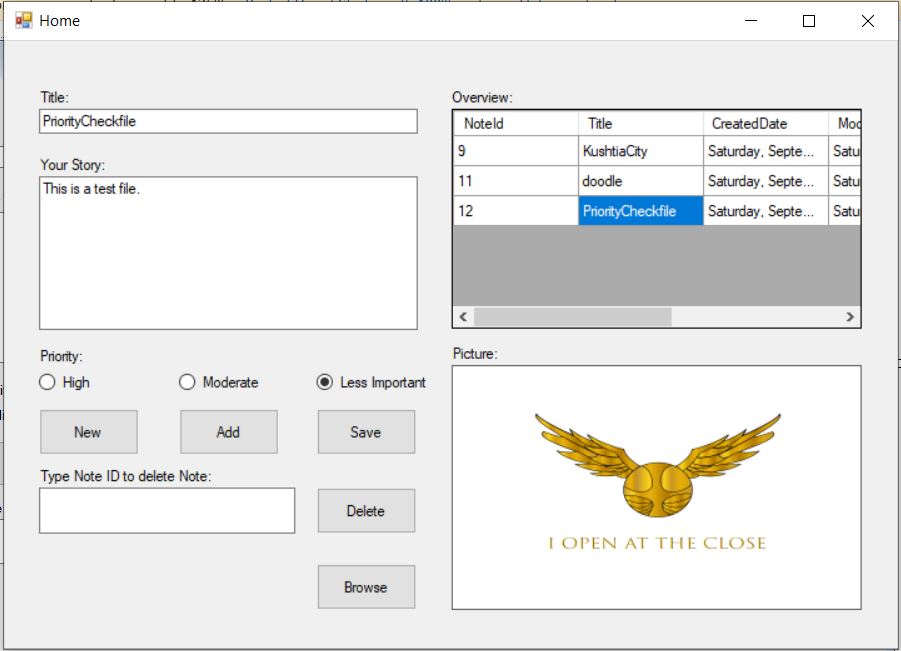 Home
Title:
PriorityCheckfile
Your Story:
This is a test file.
Priority:
High
Moderate
Less Important
New
Add
Save
Type Note ID to delete Note:
Delete
Browse
Overview:
NoteId Title CreatedDate Moc
9 KushtiaCity Saturday, Septe... Satu
11 doodle Saturday, Septe... Satu
12 PriorityCheckfile Saturday, Septe... Satu
Picture:
I OPEN AT THE CLOSE